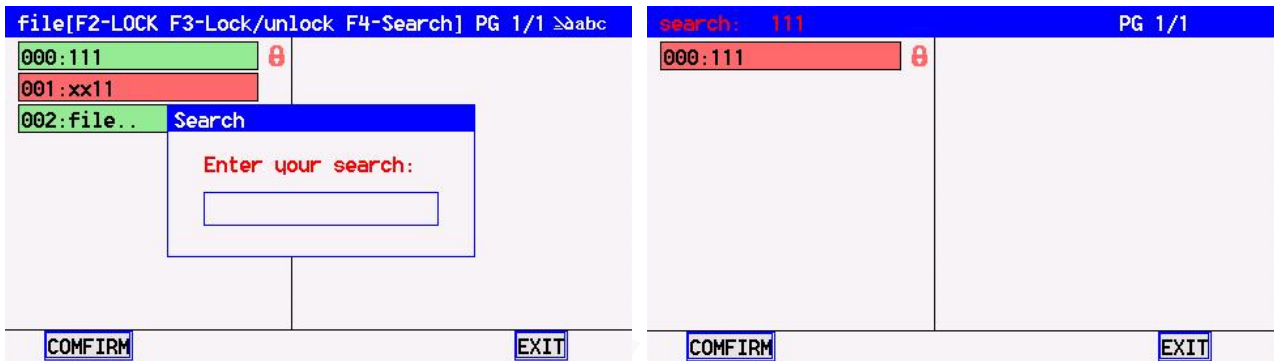 file[F2-LOCK F3-Lock/unlock F4-Search] PG 1/1 abc
000:111
001:xx11
002:file..
Search
Enter your search:
COMFIRM
EXIT
search: 111
PG 1/1
000:111
COMFIRM
EXIT